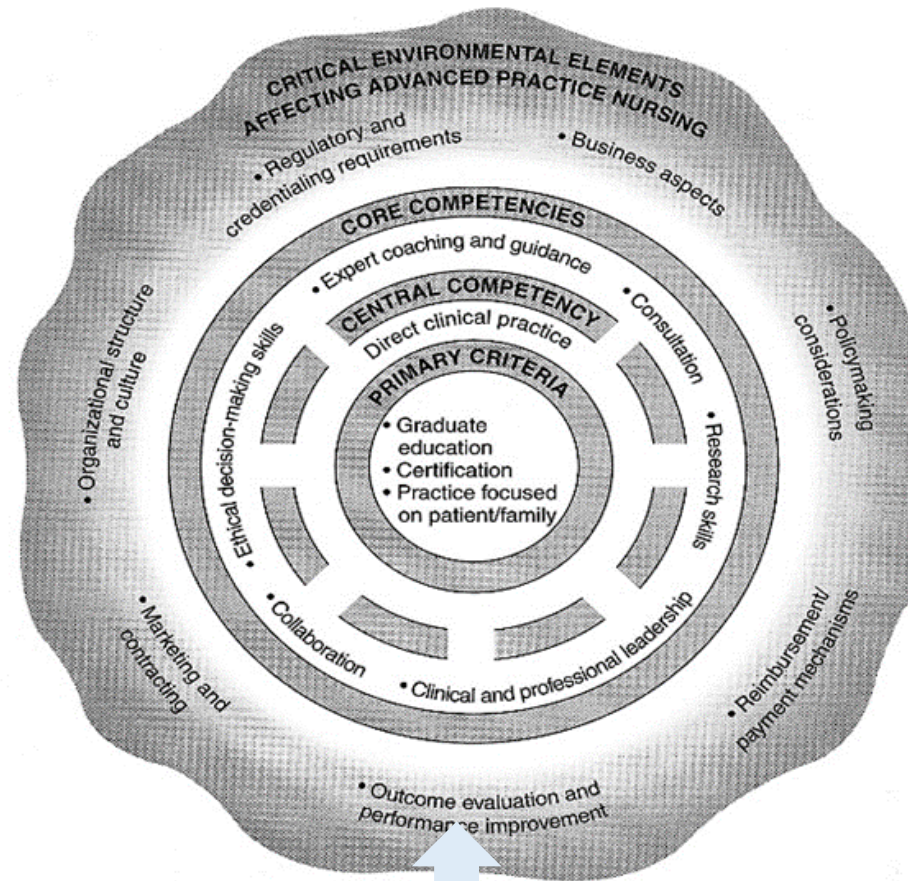 CRITICAL ENVIRONMENTAL ELEMENTS
AFFECTING ADVANCED PRACTICE NURSING
• Regulatory and
credentialing requirements
• Business aspects
• Policymaking
considerations
• Reimbursement/
payment mechanisms
• Outcome evaluation and
performance improvement
• Marketing and
contracting
• Organizational structure
and culture
CORE COMPETENCIES
• Expert coaching and guidance
• Consultation
• Research skills
• Clinical and professional leadership
• Collaboration
• Ethical decision-making skills
CENTRAL COMPETENCY
Direct clinical practice
PRIMARY CRITERIA
• Graduate
education
• Certification
• Practice focused
on patient/family